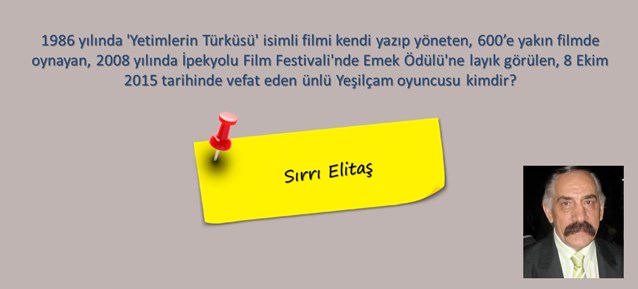 1986 yılında 'Yetimlerin Türküsü' isimli filmi kendi yazıp yöneten, 600’e yakın filmde
oynayan, 2008 yılında İpekyolu Film Festivali'nde Emek Ödülü'ne layık görülen, 8 Ekim
2015 tarihinde vefat eden ünlü Yeşilçam oyuncusu kimdir?
Sırrı Elitaş